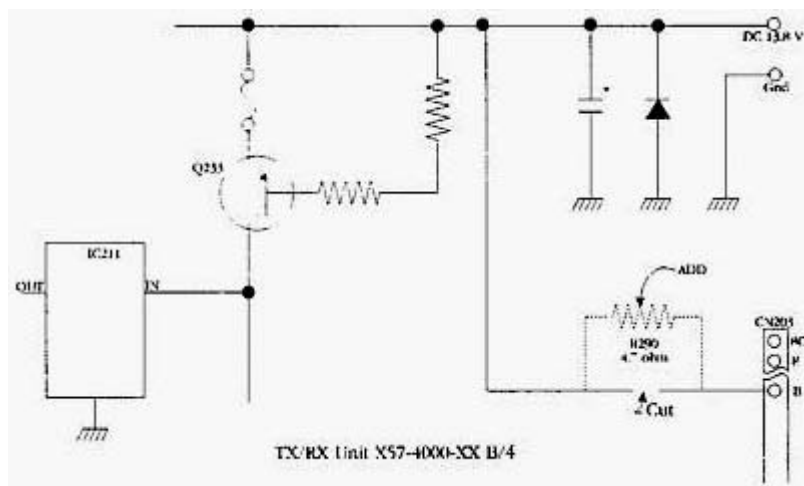 DC 13.8 V
Gnd
Q233
IC211
OUT
IN
ADD
R290
4.7 ohm
CN203
B
Cut
TX/RX Unit X57-4000-XX B/4